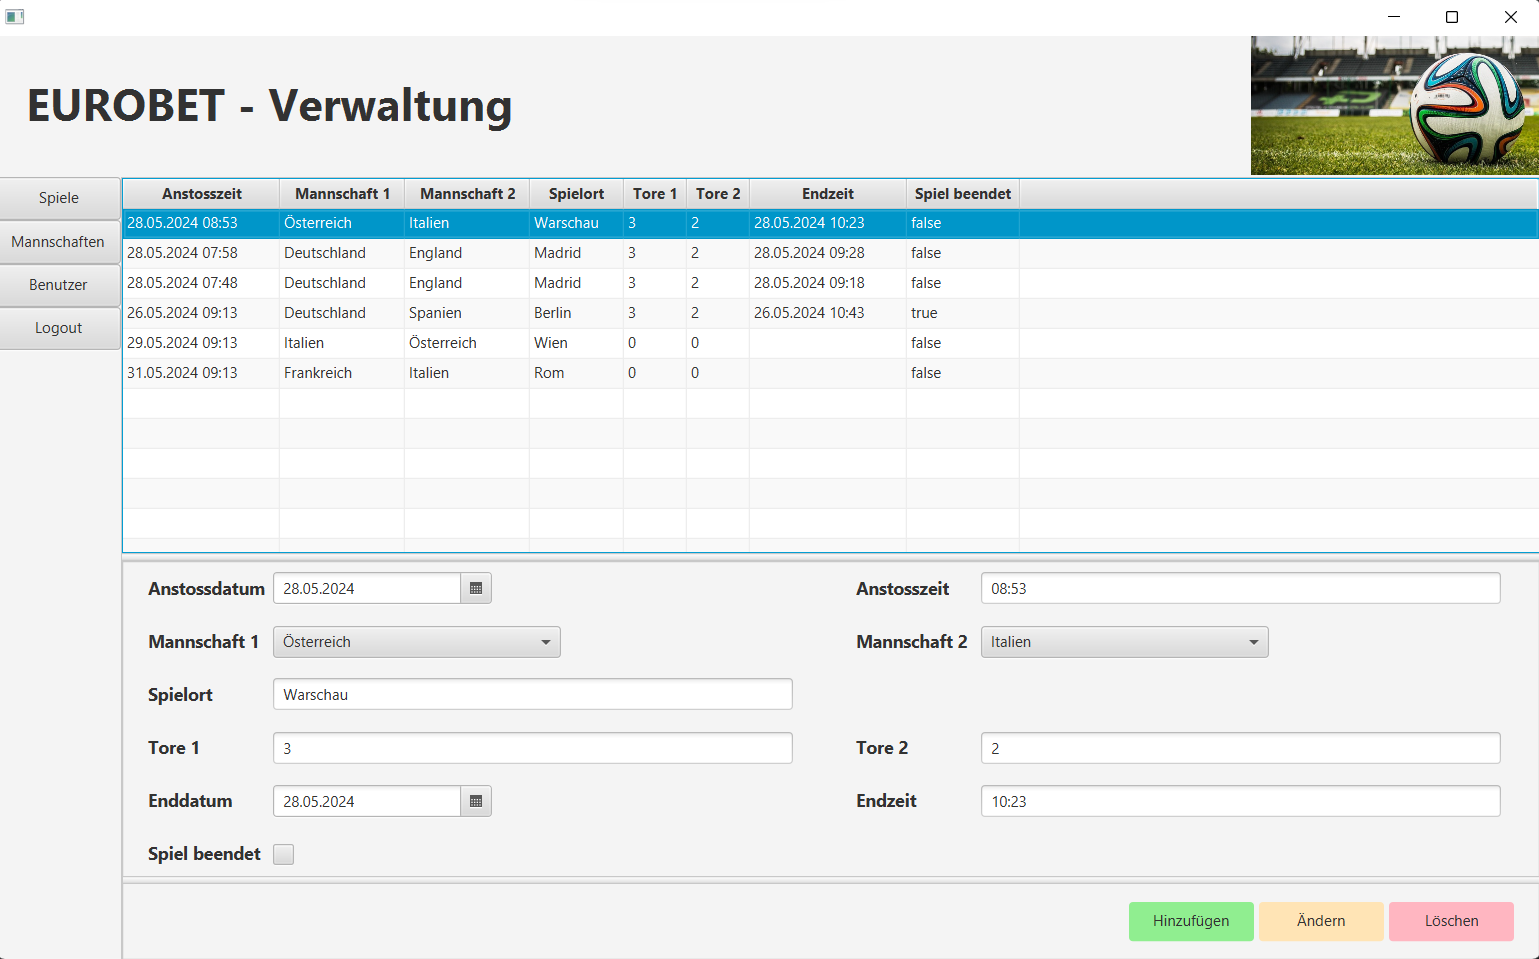 EUROBET - Verwaltung
Spiele
Mannschaften
Benutzer
Logout
Anstosszeit Mannschaft 1 Mannschaft 2 Spielort Tore 1 Tore 2 Endzeit Spiel beendet
28.05.2024 08:53 Österreich Italien Warschau 3 2 28.05.2024 10:23 false
28.05.2024 07:58 Deutschland England Madrid 3 2 28.05.2024 09:28 false
28.05.2024 07:48 Deutschland England Madrid 3 2 28.05.2024 09:18 false
26.05.2024 09:13 Deutschland Spanien Berlin 3 2 26.05.2024 10:43 true
29.05.2024 09:13 Italien Österreich Wien 0 0 false
31.05.2024 09:13 Frankreich Italien Rom 0 0 false
Anstossdatum 28.05.2024 Anstosszeit 08:53
Mannschaft 1 Österreich Mannschaft 2 Italien
Spielort Warschau
Tore 1 3 Tore 2 2
Enddatum 28.05.2024 Endzeit 10:23
Spiel beendet
Hinzufügen Ändern Löschen